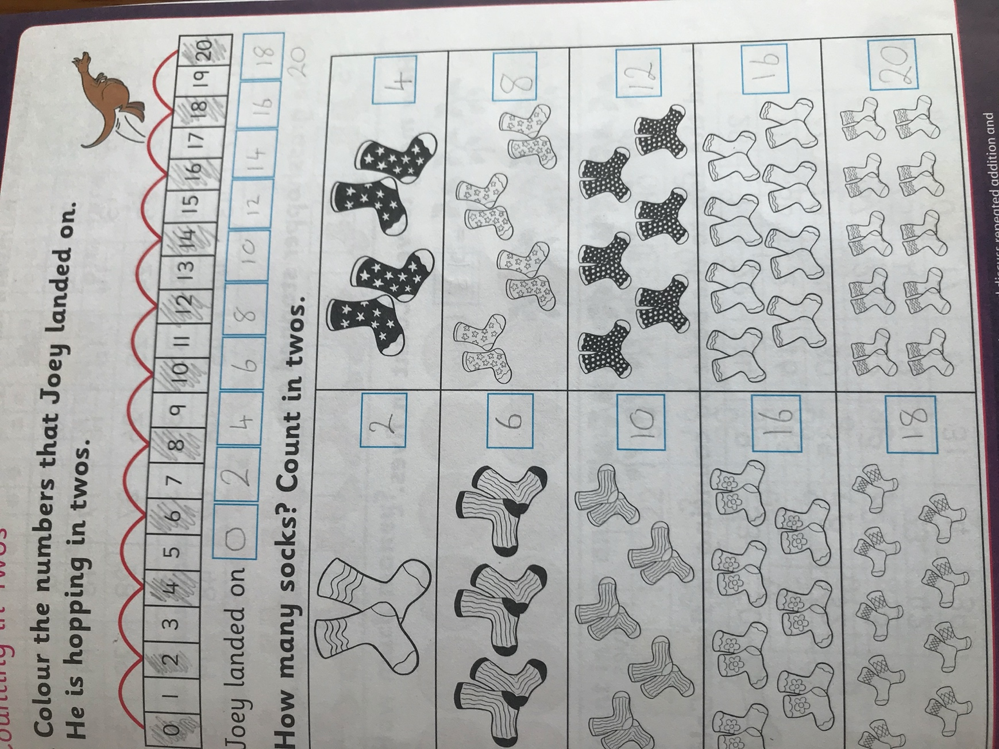 Counting in Twos
Colour the numbers that Joey landed on.
He is hopping in twos.
0 1 2 3 4 5 6 7 8 9 10 11 12 13 14 15 16 17 18 19 20
Joey landed on 0 2 4 6 8 10 12 14 16 18
20
How many socks? Count in twos.
2 4
6 8
10 12
16 16
18 20
discuss repeated addition and